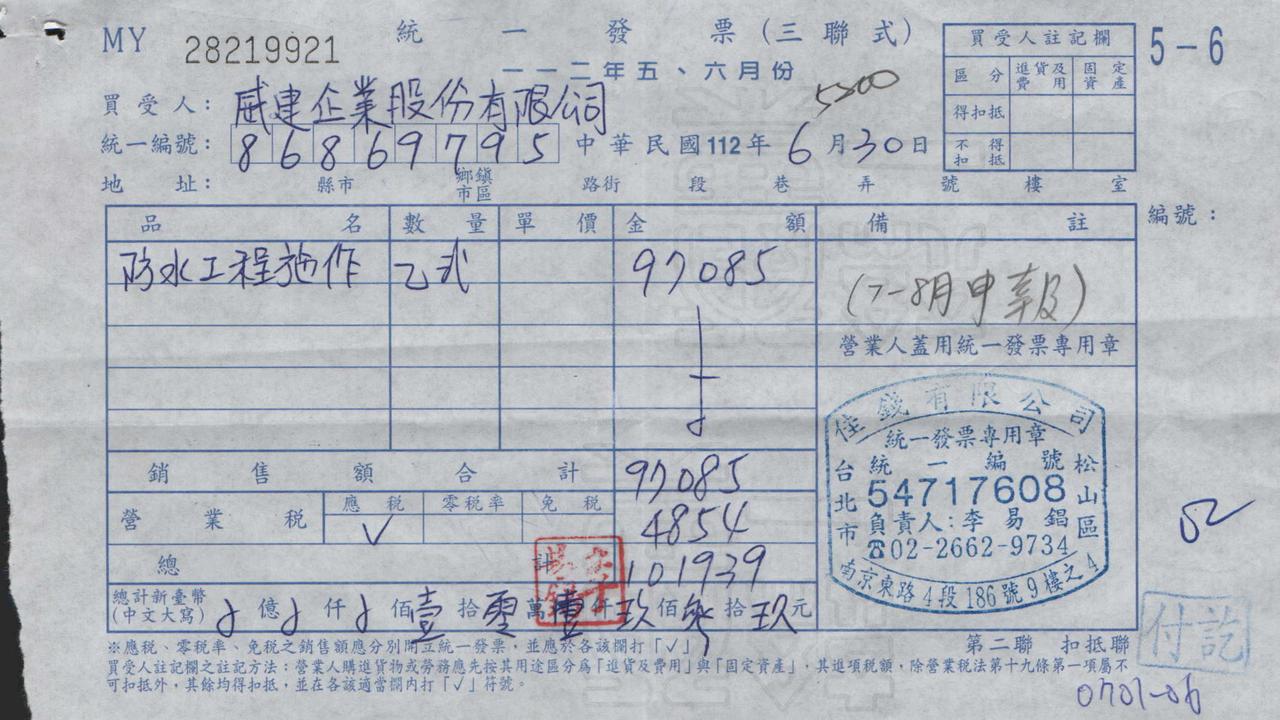 MY 28219921 統一發票(三聯式) 5-6
一一二年五、六月份
5200
買受人註記欄
區分 進貨及費用 固定資產
得扣抵
不得扣抵
買受人: 威建企業股份有限公司
統一編號: 86869795 中華民國112年6月30日
地址: 縣市 鄉鎮市區 路街 段 巷 弄 號 樓 室
品名 數量 單價 金額 備註 編號:
防水工程施作 乙式 97085
(7-8月申報)
營業人蓋用統一發票專用章
銷售額合計 97085
營業稅 應稅 零稅率 免稅
√ 4854
總計 101939
總計新臺幣(中文大寫) 億 仟 佰壹拾零萬壹仟玖佰參拾玖元
佳錢有限公司
統一發票專用章
統一編號
54717608
台北市 松山區
負責人:李易錩
☎02-2662-9734
南京東路4段186號9樓之4
※應稅、零稅率、免稅之銷售額應分別開立統一發票,並應於各該欄打「√」
第二聯 扣抵聯
買受人註記欄之註記方法:營業人購進貨物或勞務應先按其用途區分為「進貨及費用」與「固定資產」,其進項稅額,除營業稅法第十九條第一項屬不
可扣抵外,其餘均得扣抵,並在各該適當欄內打「√」符號。
付訖
0701-06